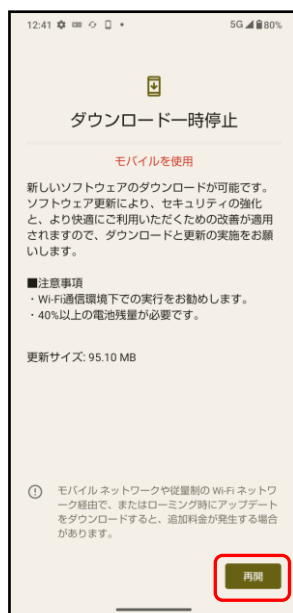 12:41 5G 80%
ダウンロード一時停止
モバイルを使用
新しいソフトウェアのダウンロードが可能です。
ソフトウェア更新により、セキュリティの強化
と、より快適にご利用いただくための改善が適用
されますので、ダウンロードと更新の実施をお願
いします。
■注意事項
・Wi-Fi通信環境下での実行をお勧めします。
・40%以上の電池残量が必要です。
更新サイズ: 95.10 MB
モバイル ネットワークや従量制の Wi-Fi ネットワ
ーク経由で、またはローミング時にアップデート
をダウンロードすると、追加料金が発生する場合
があります。
再開